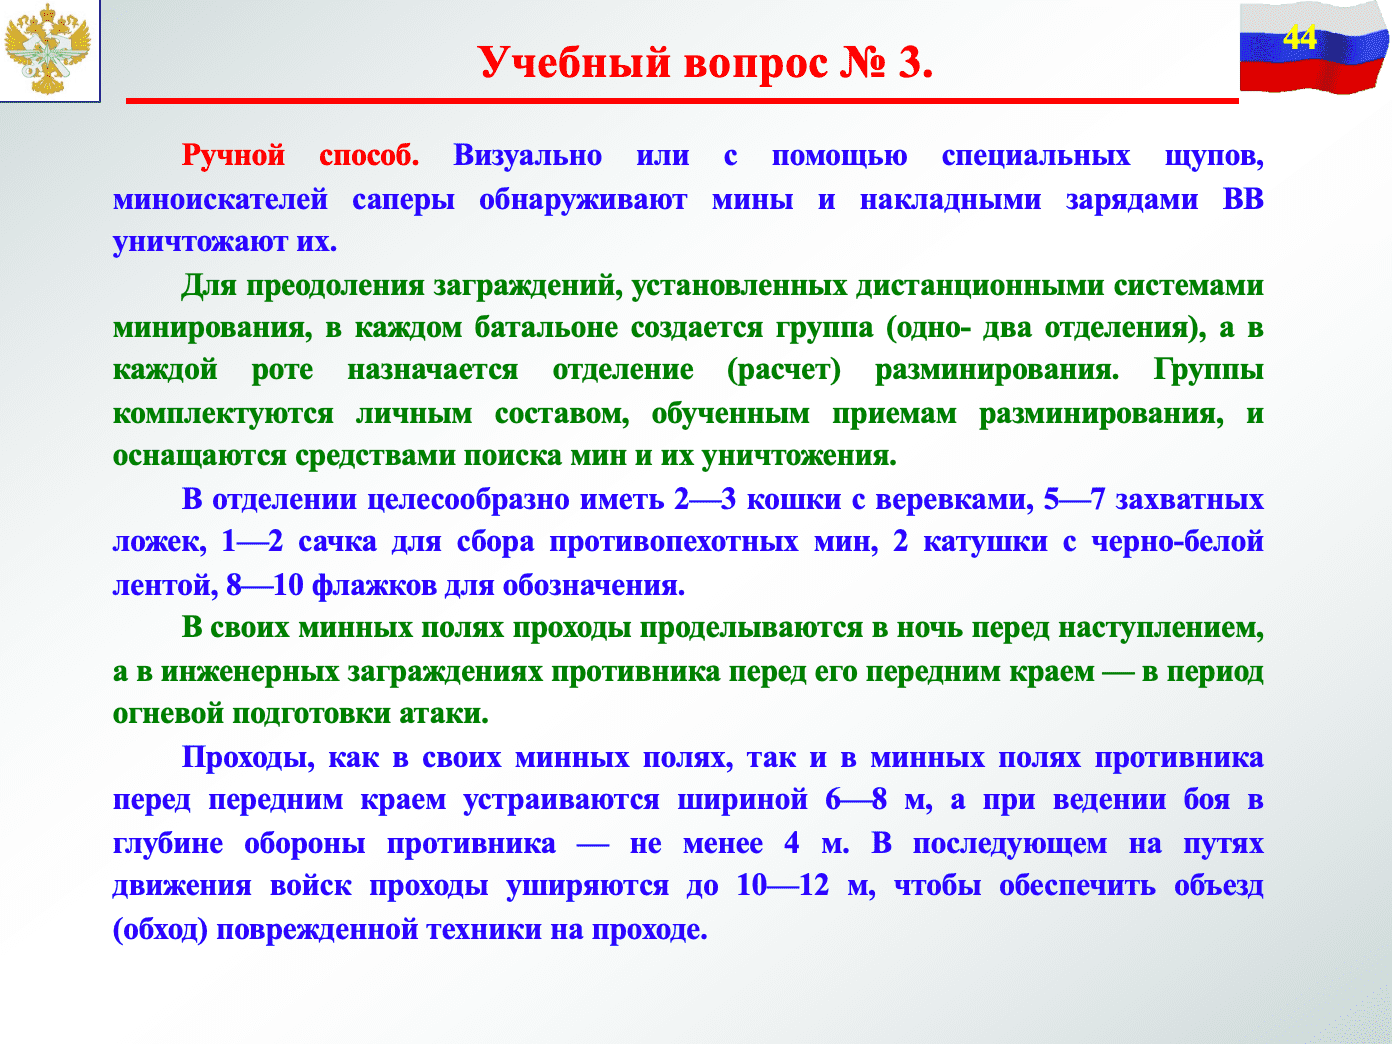 44
Учебный вопрос № 3.
Ручной способ. Визуально или с помощью специальных щупов,
миноискателей саперы обнаруживают мины и накладными зарядами ВВ
уничтожают их.
Для преодоления заграждений, установленных дистанционными системами
минирования, в каждом батальоне создается группа (одно- два отделения), а в
каждой роте назначается отделение (расчет) разминирования. Группы
комплектуются личным составом, обученным приемам разминирования, и
оснащаются средствами поиска мин и их уничтожения.
В отделении целесообразно иметь 2—3 кошки с веревками, 5—7 захватных
ложек, 1—2 сачка для сбора противопехотных мин, 2 катушки с черно-белой
лентой, 8—10 флажков для обозначения.
В своих минных полях проходы проделываются в ночь перед наступлением,
а в инженерных заграждениях противника перед его передним краем — в период
огневой подготовки атаки.
Проходы, как в своих минных полях, так и в минных полях противника
перед передним краем устраиваются шириной 6—8 м, а при ведении боя в
глубине обороны противника — не менее 4 м. В последующем на путях
движения войск проходы уширяются до 10—12 м, чтобы обеспечить объезд
(обход) поврежденной техники на проходе.